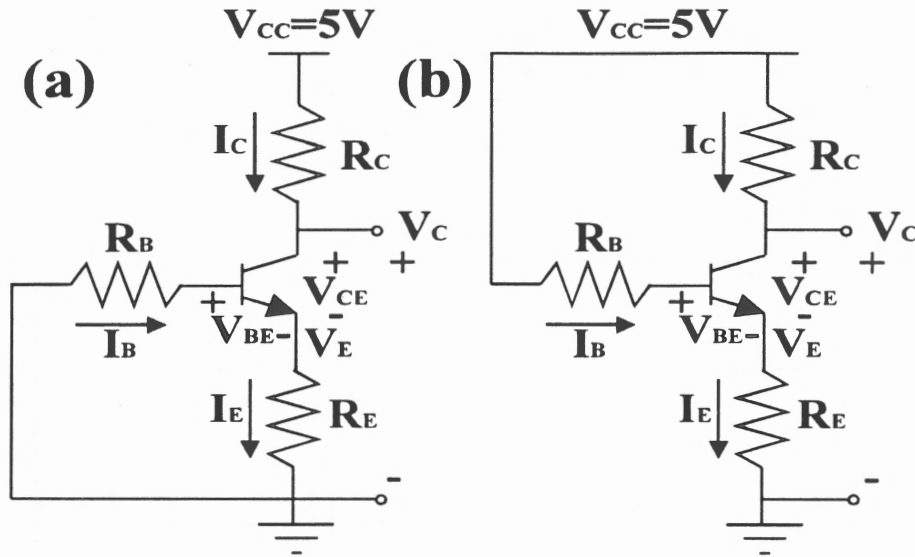 VCC=5V
(a)
IC
RC
VC
RB
+
+
+
VCE
-
VBE-
VE
IB
IE
RE
-
VCC=5V
(b)
IC
RC
VC
RB
+
+
+
VCE
-
VBE-
VE
IB
IE
RE
-